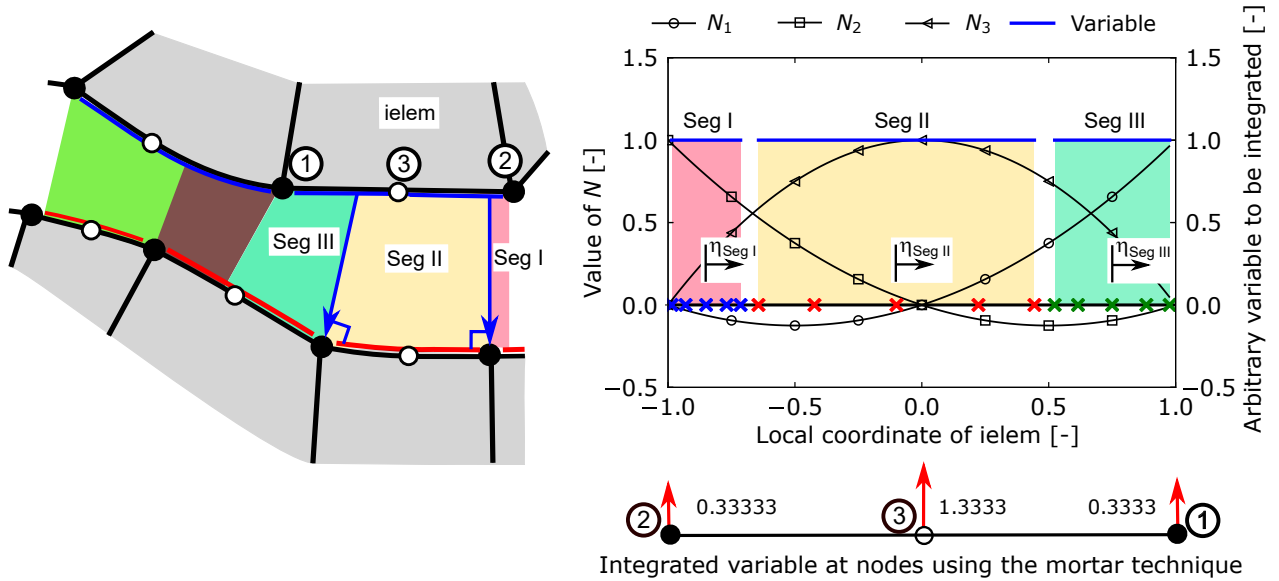 ielem
1
3
2
Seg III
Seg II
Seg I
N1
N2
N3
Variable
1.5
1.0
0.5
0.0
−0.5
Value of N [-]
Seg I
Seg II
Seg III
ηSeg I
ηSeg II
ηSeg III
1.5
1.0
0.5
0.0
−0.5
Arbitrary variable to be integrated [-]
−1.0 −0.5 0.0 0.5 1.0
Local coordinate of ielem [-]
2 0.33333 3 1.3333 0.3333 1
Integrated variable at nodes using the mortar technique